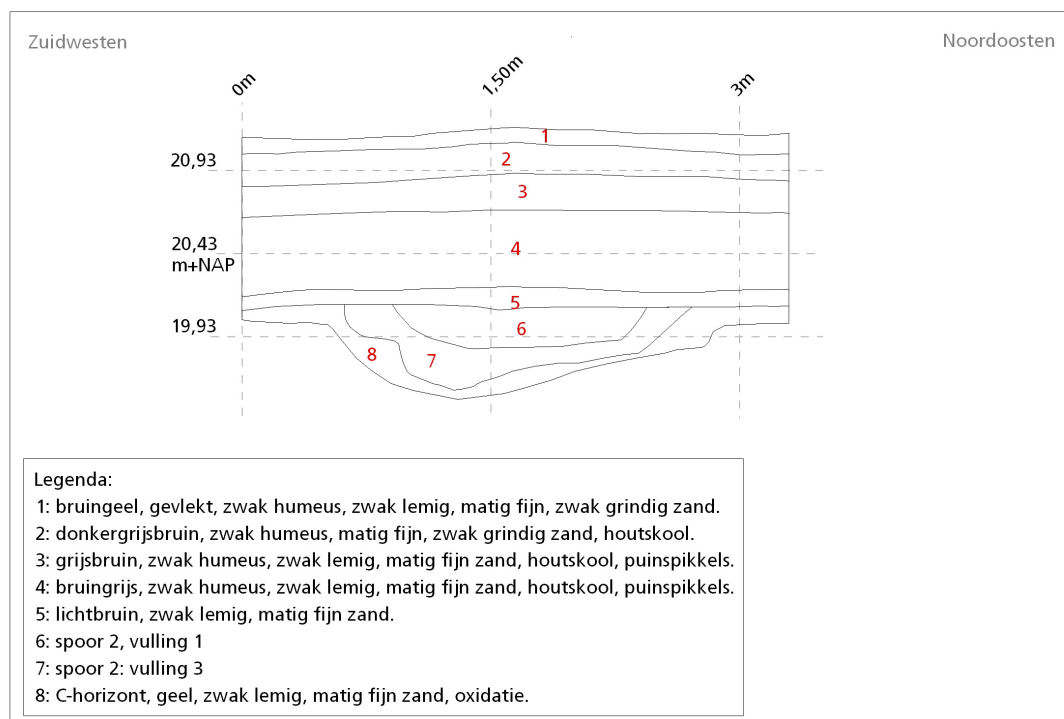 Zuidwesten
Noordoosten
0m
1,50m
3m
1
20,93
2
3
20,43
m+NAP
4
5
19,93
6
8
7
Legenda:
1: bruingeel, gevlekt, zwak humeus, zwak lemig, matig fijn, zwak grindig zand.
2: donkergrijsbruin, zwak humeus, matig fijn, zwak grindig zand, houtskool.
3: grijsbruin, zwak humeus, zwak lemig, matig fijn zand, houtskool, puinspikkels.
4: bruingrijs, zwak humeus, zwak lemig, matig fijn zand, houtskool, puinspikkels.
5: lichtbruin, zwak lemig, matig fijn zand.
6: spoor 2, vulling 1
7: spoor 2: vulling 3
8: C-horizont, geel, zwak lemig, matig fijn zand, oxidatie.